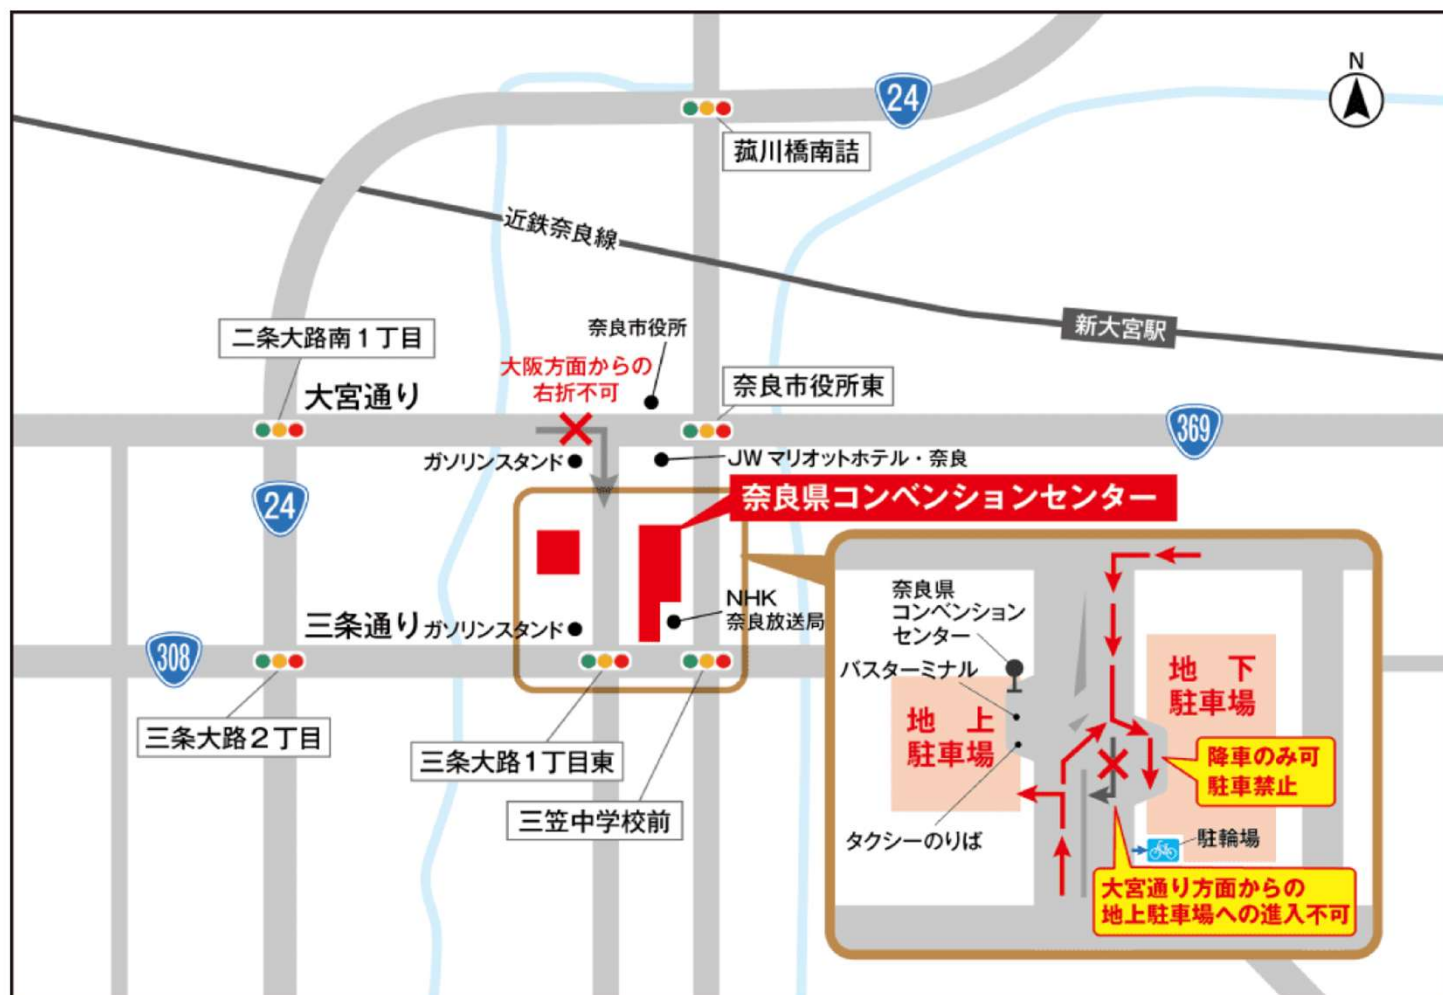 N
24
菰川橋南詰
近鉄奈良線
新大宮駅
二条大路南1丁目
奈良市役所
大阪方面からの
右折不可
奈良市役所東
大宮通り
369
ガソリンスタンド
JWマリオットホテル・奈良
奈良県コンベンションセンター
24
NHK
奈良放送局
三条通り
ガソリンスタンド
308
三条大路2丁目
三条大路1丁目東
三笠中学校前
奈良県
コンベンション
センター
バスターミナル
地上
駐車場
地下
駐車場
降車のみ可
駐車禁止
タクシーのりば
駐輪場
大宮通り方面からの
地上駐車場への進入不可